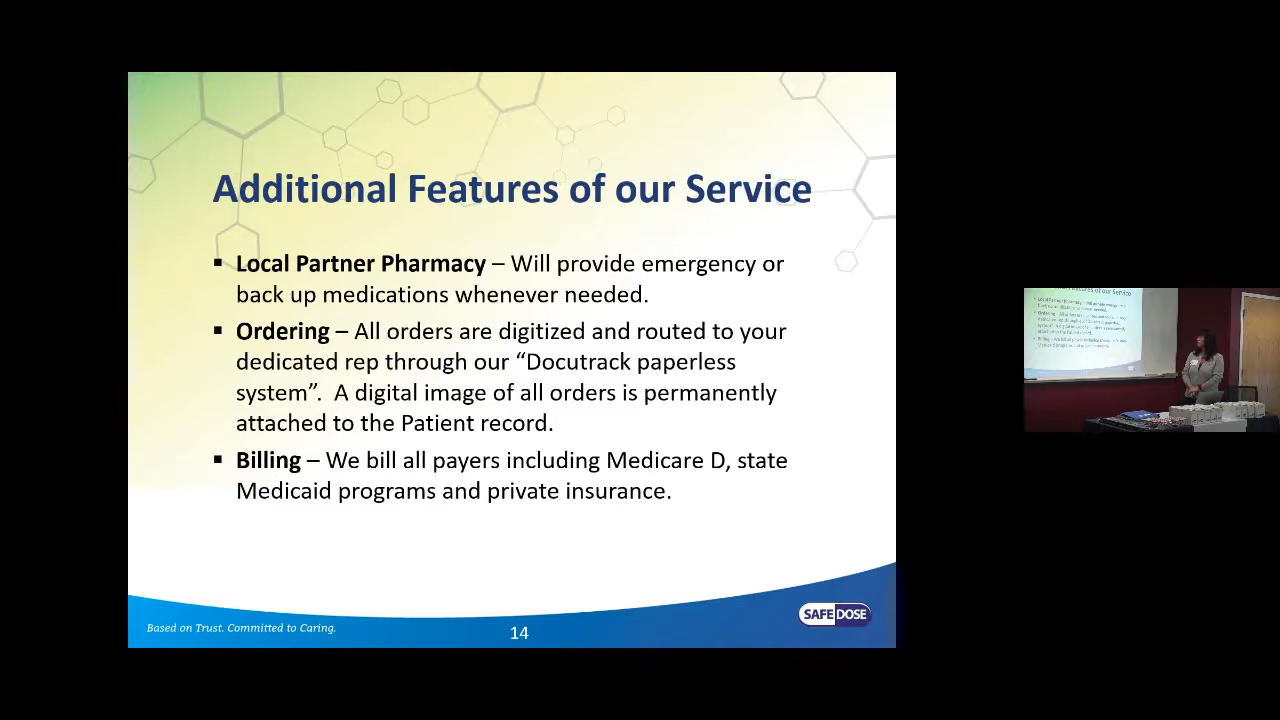 Additional Features of our Service
▪ Local Partner Pharmacy – Will provide emergency or
back up medications whenever needed.
▪ Ordering – All orders are digitized and routed to your
dedicated rep through our “Docutrack paperless
system”. A digital image of all orders is permanently
attached to the Patient record.
▪ Billing – We bill all payers including Medicare D, state
Medicaid programs and private insurance.
Based on Trust. Committed to Caring.
14
SAFEDOSE